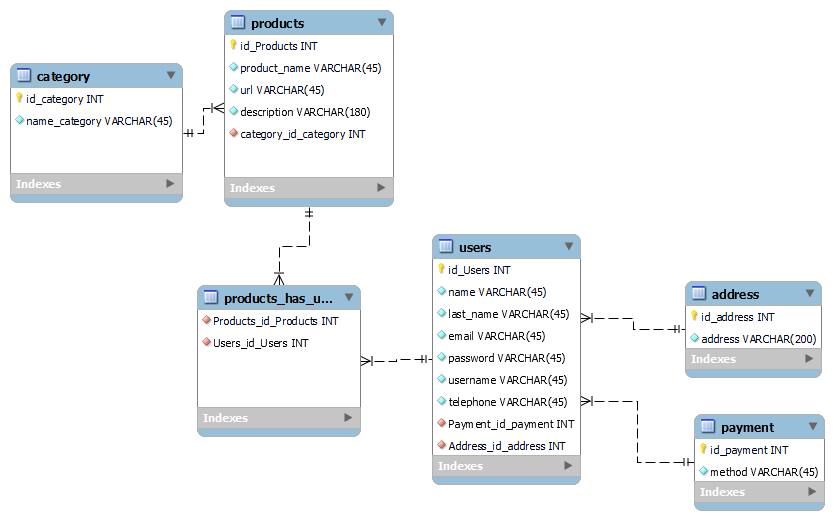 products
id_Products INT
product_name VARCHAR(45)
url VARCHAR(45)
description VARCHAR(180)
category_id_category INT
Indexes
category
id_category INT
name_category VARCHAR(45)
Indexes
products_has_u...
Products_id_Products INT
Users_id_Users INT
Indexes
users
id_Users INT
name VARCHAR(45)
last_name VARCHAR(45)
email VARCHAR(45)
password VARCHAR(45)
username VARCHAR(45)
telephone VARCHAR(45)
Payment_id_payment INT
Address_id_address INT
Indexes
address
id_address INT
address VARCHAR(200)
Indexes
payment
id_payment INT
method VARCHAR(45)
Indexes